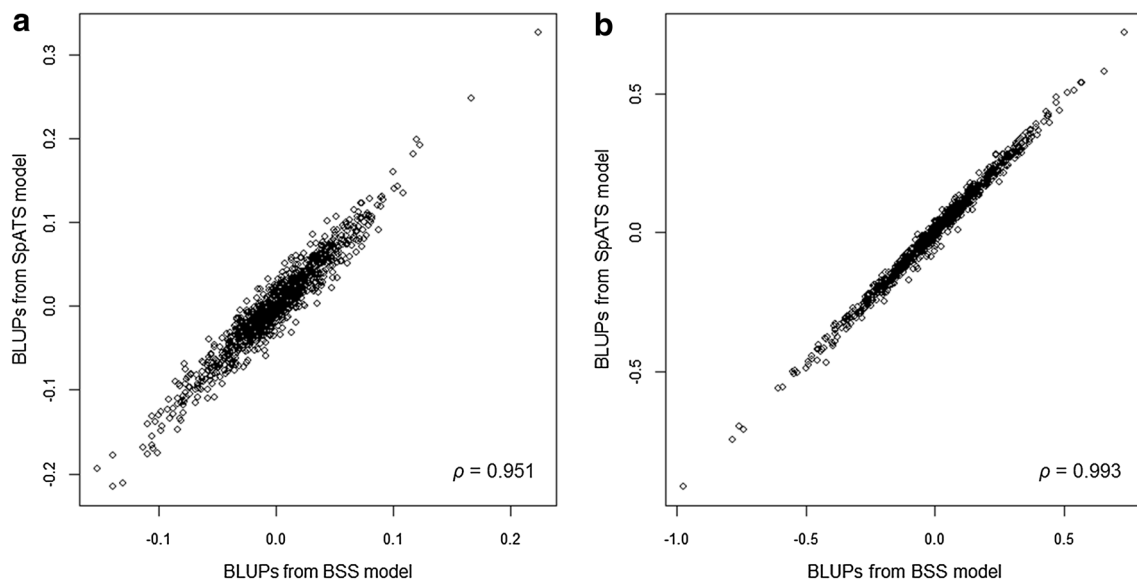 a
0.3
0.2
0.1
0.0
-0.1
-0.2
BLUPs from SpATS model
ρ = 0.951
-0.1 0.0 0.1 0.2
BLUPs from BSS model
b
0.5
0.0
-0.5
BLUPs from SpATS model
ρ = 0.993
-1.0 -0.5 0.0 0.5
BLUPs from BSS model